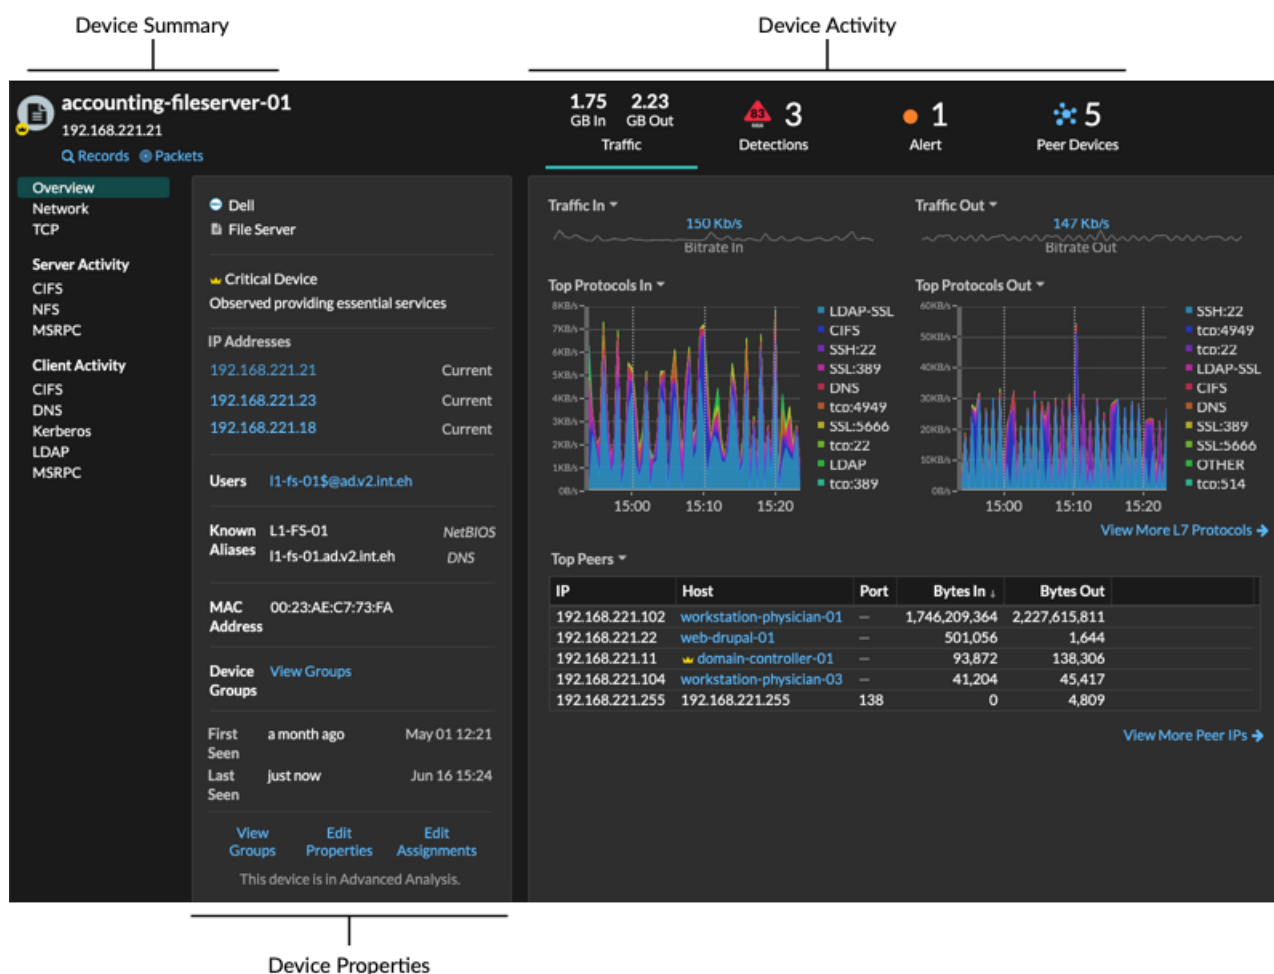 Device Summary
Device Activity
accounting-fileserver-01
192.168.221.21
Records Packets
1.75 GB In
2.23 GB Out
Traffic
83
RISK
3
Detections
1
Alert
5
Peer Devices
Overview
Network
TCP
Server Activity
CIFS
NFS
MSRPC
Client Activity
CIFS
DNS
Kerberos
LDAP
MSRPC
Dell
File Server
Critical Device
Observed providing essential services
IP Addresses
192.168.221.21 Current
192.168.221.23 Current
192.168.221.18 Current
Users l1-fs-01$@ad.v2.int.eh
Known Aliases
L1-FS-01 NetBIOS
l1-fs-01.ad.v2.int.eh DNS
MAC Address
00:23:AE:C7:73:FA
Device Groups
View Groups
First Seen
a month ago May 01 12:21
Last Seen
just now Jun 16 15:24
View Groups
Edit Properties
Edit Assignments
This device is in Advanced Analysis.
Traffic In
150 Kb/s
Bitrate In
Traffic Out
147 Kb/s
Bitrate Out
Top Protocols In
8KB/s
7KB/s
6KB/s
5KB/s
4KB/s
3KB/s
2KB/s
1KB/s
0B/s
15:00 15:10 15:20
LDAP-SSL
CIFS
SSH:22
SSL:389
DNS
tcp:4949
SSL:5666
tcp:22
LDAP
tcp:389
Top Protocols Out
60KB/s
50KB/s
40KB/s
30KB/s
20KB/s
10KB/s
0B/s
15:00 15:10 15:20
SSH:22
tcp:4949
tcp:22
LDAP-SSL
CIFS
DNS
SSL:389
SSL:5666
OTHER
tcp:514
View More L7 Protocols →
Top Peers
IP Host Port Bytes In ↓ Bytes Out
192.168.221.102 workstation-physician-01 — 1,746,209,364 2,227,615,811
192.168.221.22 web-drupal-01 — 501,056 1,644
192.168.221.11 domain-controller-01 — 93,872 138,306
192.168.221.104 workstation-physician-03 — 41,204 45,417
192.168.221.255 192.168.221.255 138 0 4,809
View More Peer IPs →
Device Properties